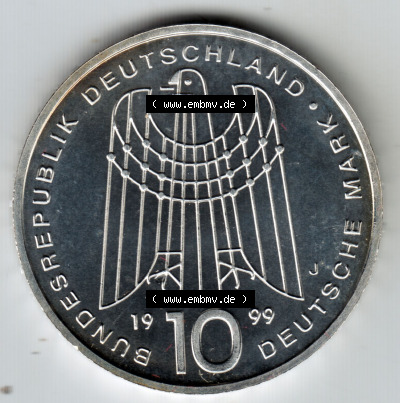 BUNDESREPUBLIK DEUTSCHLAND · DEUTSCHE MARK
( www.embmv.de )
J
( www.embmv.de )
19 99
10